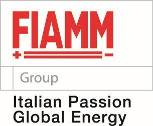 FIAMM
Group
Italian Passion
Global Energy